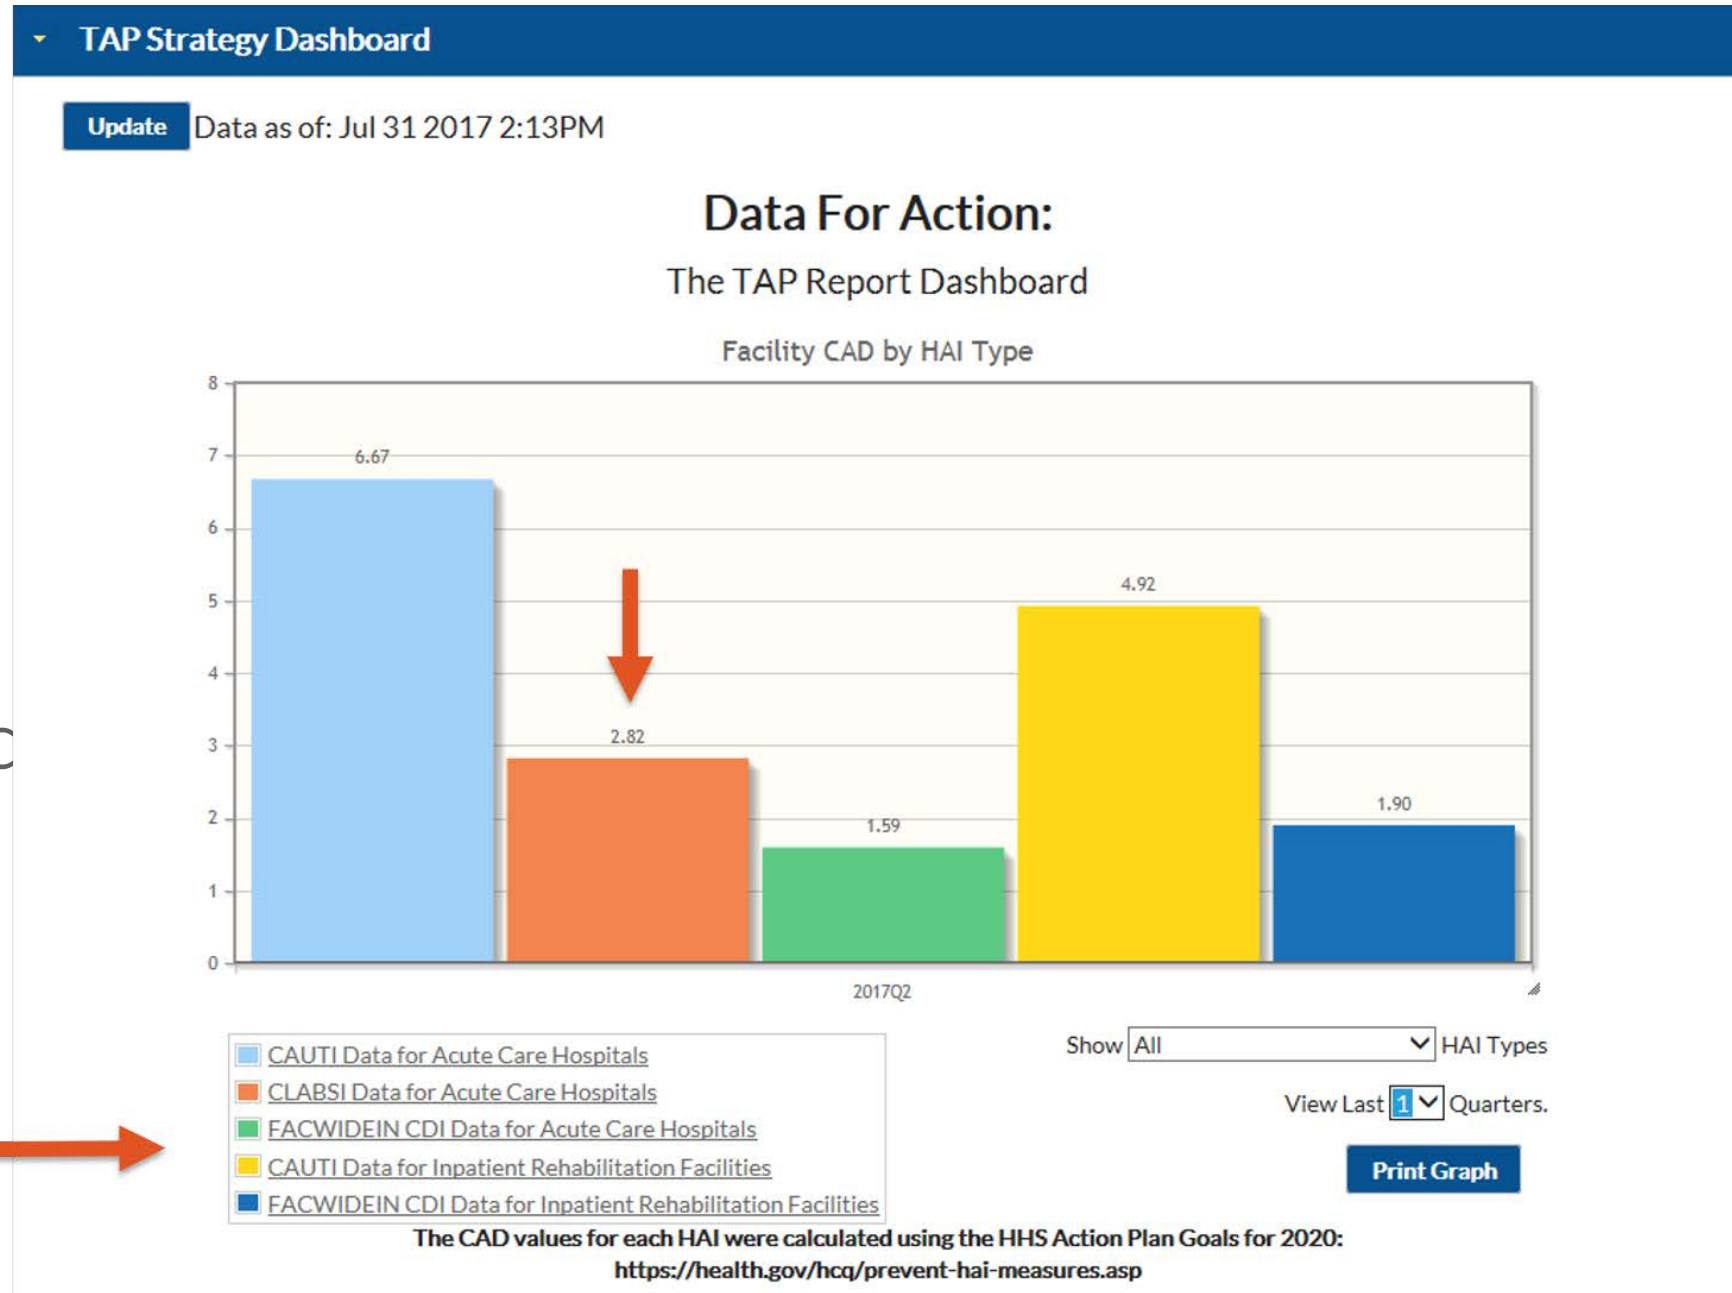 TAP Strategy Dashboard
Update Data as of: Jul 31 2017 2:13PM
Data For Action:
The TAP Report Dashboard
Facility CAD by HAI Type
8
7
6
5
4
3
2
1
0
6.67
2.82
1.59
4.92
1.90
2017Q2
CAUTI Data for Acute Care Hospitals
CLABSI Data for Acute Care Hospitals
FACWIDEIN CDI Data for Acute Care Hospitals
CAUTI Data for Inpatient Rehabilitation Facilities
FACWIDEIN CDI Data for Inpatient Rehabilitation Facilities
Show All HAI Types
View Last 1 Quarters.
Print Graph
The CAD values for each HAI were calculated using the HHS Action Plan Goals for 2020:
https://health.gov/hcq/prevent-hai-measures.asp